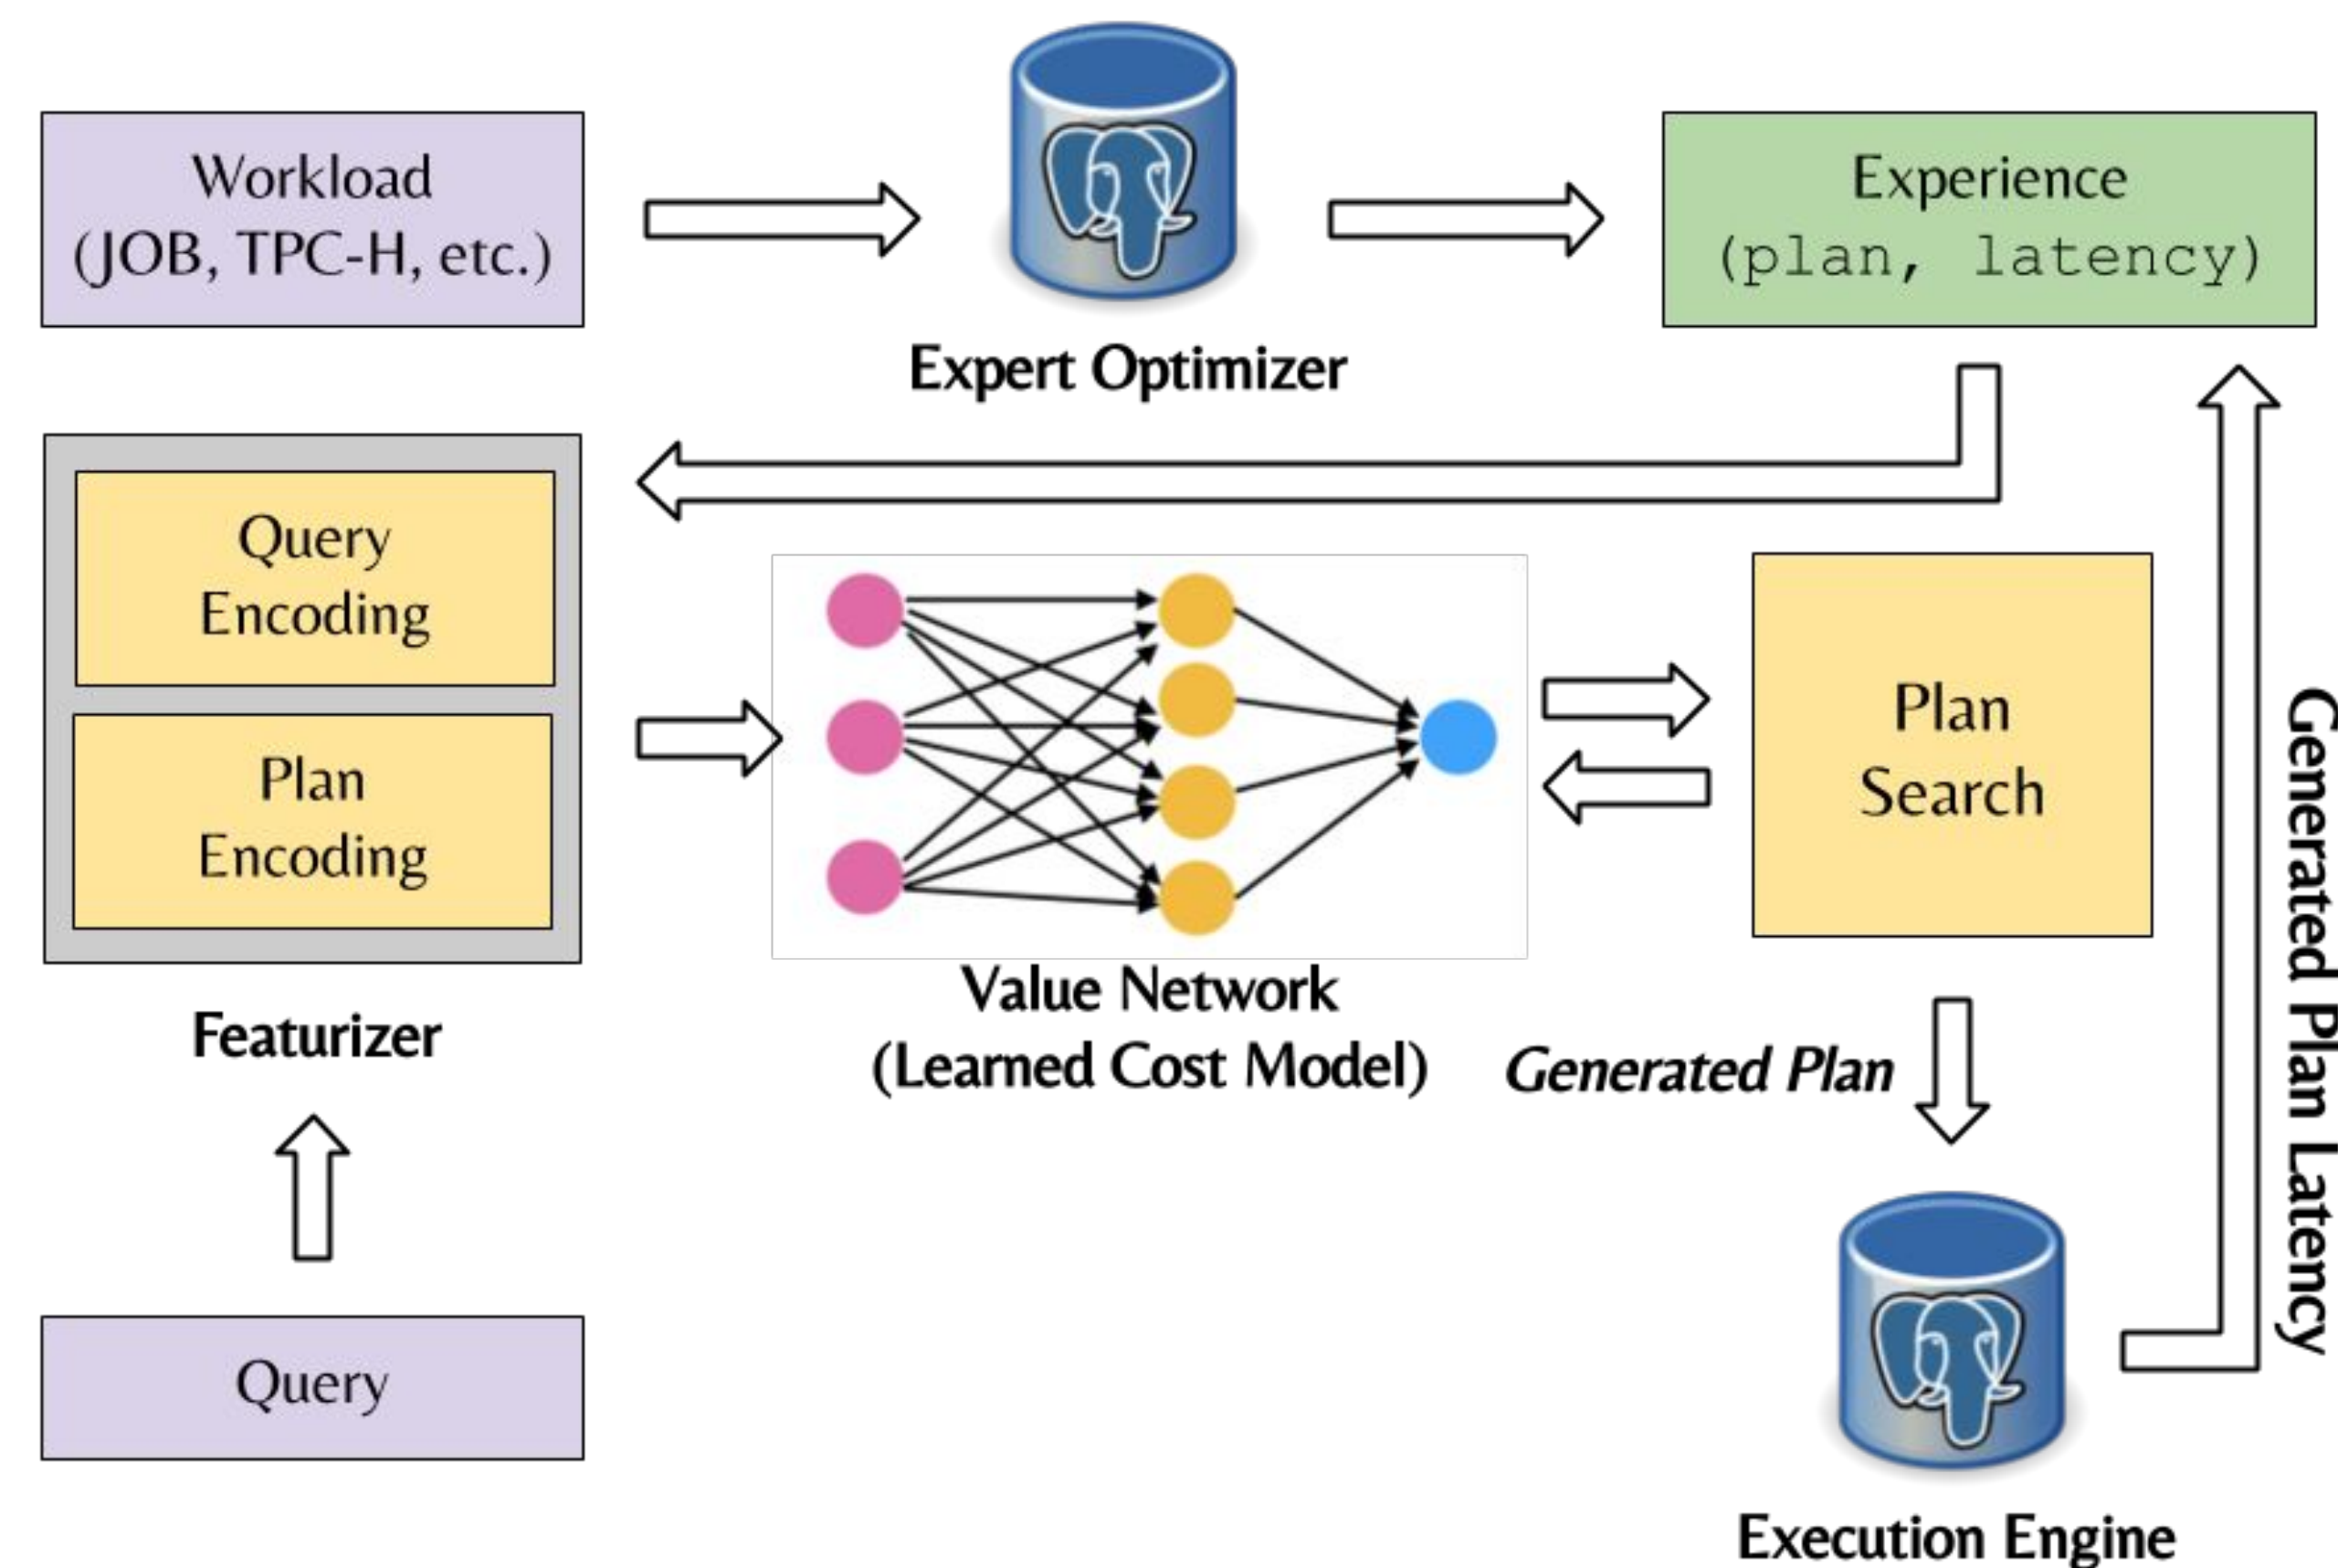 Workload
(JOB, TPC-H, etc.)
Expert Optimizer
Experience
(plan, latency)
Query
Encoding
Plan
Encoding
Featurizer
Value Network
(Learned Cost Model)
Plan
Search
Generated Plan
Generated Plan Latency
Query
Execution Engine